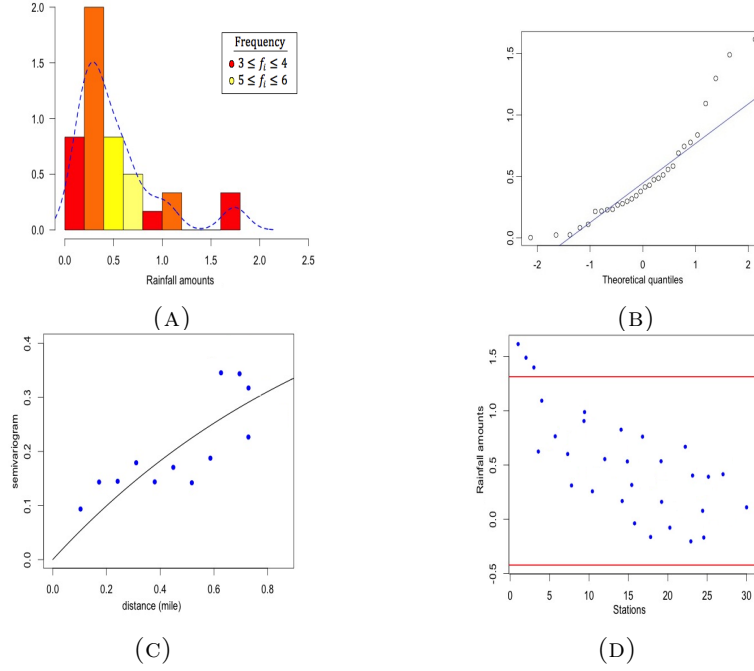 2.0
1.5
1.0
0.5
0.0
Frequency
3 ≤ fᵢ ≤ 4
5 ≤ fᵢ ≤ 6
0.0 0.5 1.0 1.5 2.0 2.5
Rainfall amounts
(A)
1.5
1.0
0.5
0.0
-2 -1 0 1 2
Theoretical quantiles
(B)
0.4
0.3
0.2
0.1
0.0
semivariogram
0.0 0.2 0.4 0.6 0.8
distance (mile)
(C)
1.5
1.0
0.5
0.0
-0.5
Rainfall amounts
0 5 10 15 20 25 30
Stations
(D)